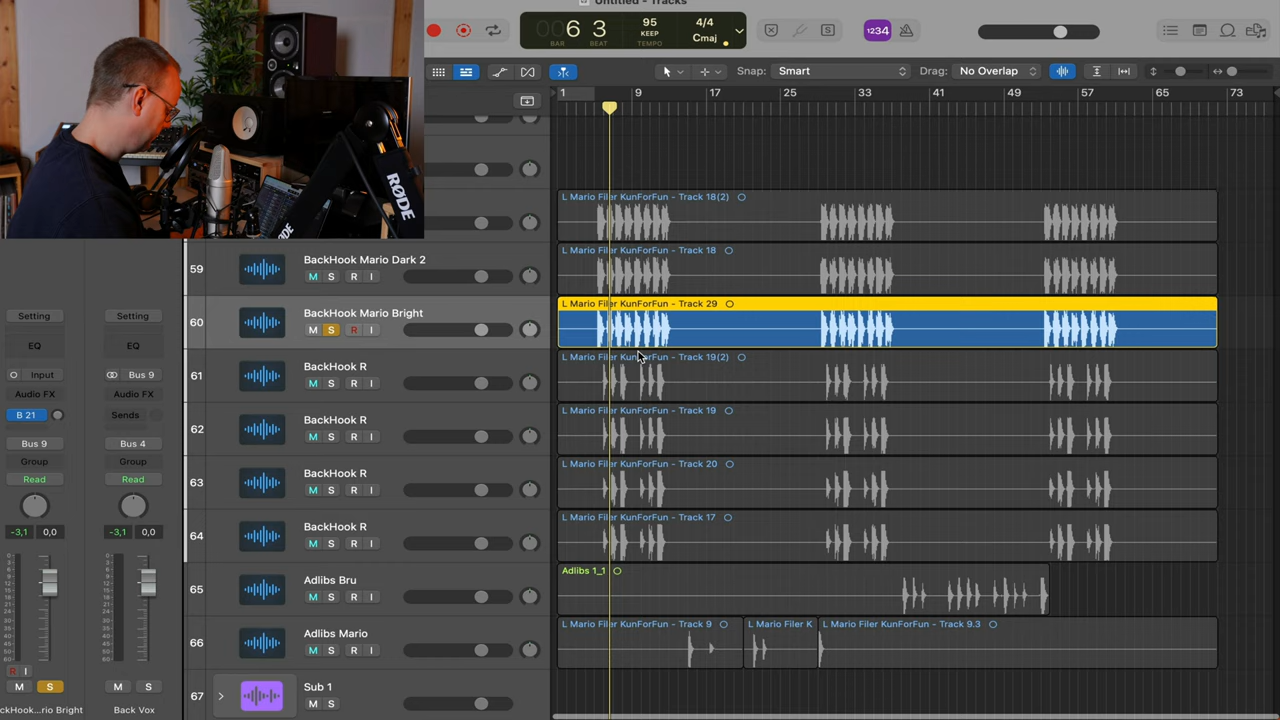 Untitled - Tracks
006 3
BAR BEAT
95
KEEP
TEMPO
4/4
Cmaj
1234
Snap: Smart
Drag: No Overlap
1 9 17 25 33 41 49 57 65 73
RØDE
L Mario Filer KunForFun - Track 18(2)
59
BackHook Mario Dark 2
M S R I
L Mario Filer KunForFun - Track 18
60
BackHook Mario Bright
M S R I
L Mario Filer KunForFun - Track 29
61
BackHook R
M S R I
L Mario Filer KunForFun - Track 19(2)
62
BackHook R
M S R I
L Mario Filer KunForFun - Track 19
63
BackHook R
M S R I
L Mario Filer KunForFun - Track 20
64
BackHook R
M S R I
L Mario Filer KunForFun - Track 17
65
Adlibs Bru
M S R I
Adlibs 1_1
66
Adlibs Mario
M S R I
L Mario Filer KunForFun - Track 9
L Mario Filer K
L Mario Filer KunForFun - Track 9.3
67
Sub 1
M S
Setting Setting
EQ EQ
Input Bus 9
Audio FX Audio FX
B 21 Sends
Bus 9 Bus 4
Group Group
Read Read
-3,1 0,0 -3,1 0,0
R I
M S M S
ckHook...rio Bright Back Vox